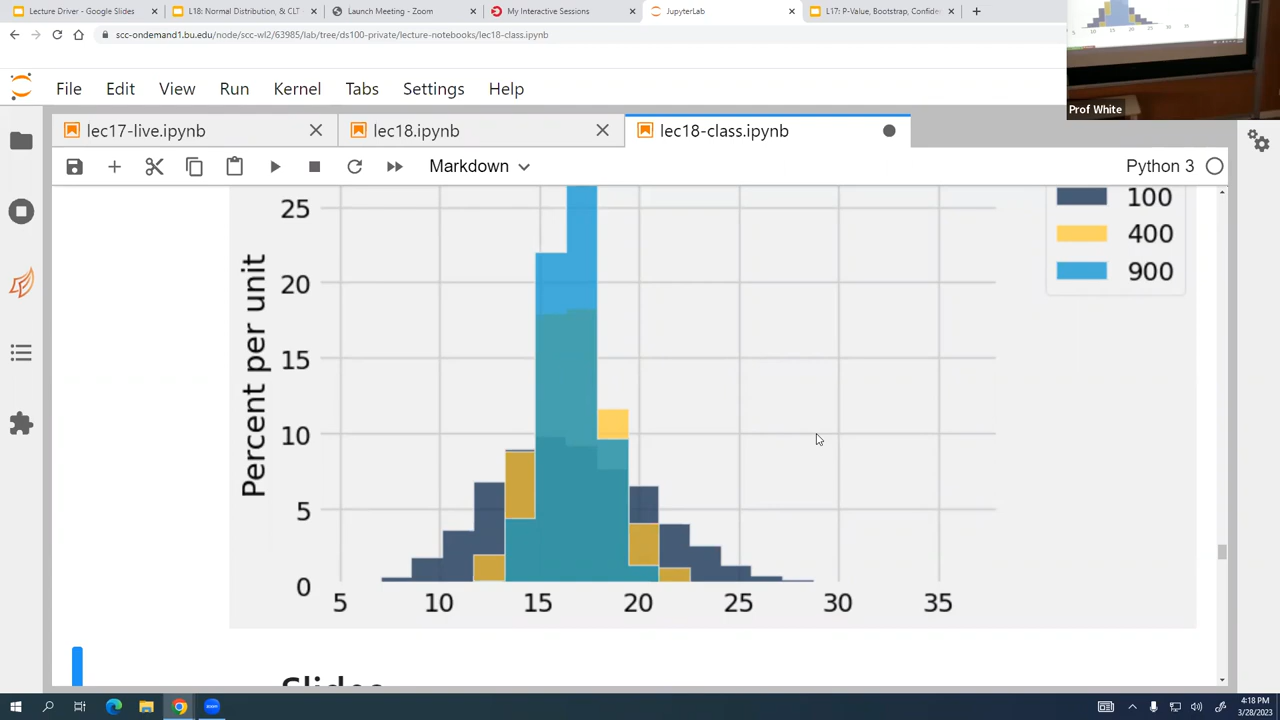 Lecture Driver - Google Slides
L18: Normal Distribution, & CLT
Launch Meeting - Zoom
My Interactive Sessions
JupyterLab
L17: P-Value, Bootstrap, Confide
scc-ondemand1.bu.edu/node/scc-wl2/63985/lab/tree/ds100-pro
lec18-class.ipynb
Prof White
File Edit View Run Kernel Tabs Settings Help
lec17-live.ipynb
lec18.ipynb
lec18-class.ipynb
Markdown
Python 3
100
400
900
Percent per unit
25
20
15
10
5
0
5 10 15 20 25 30 35
Slides
4:18 PM
3/28/2023